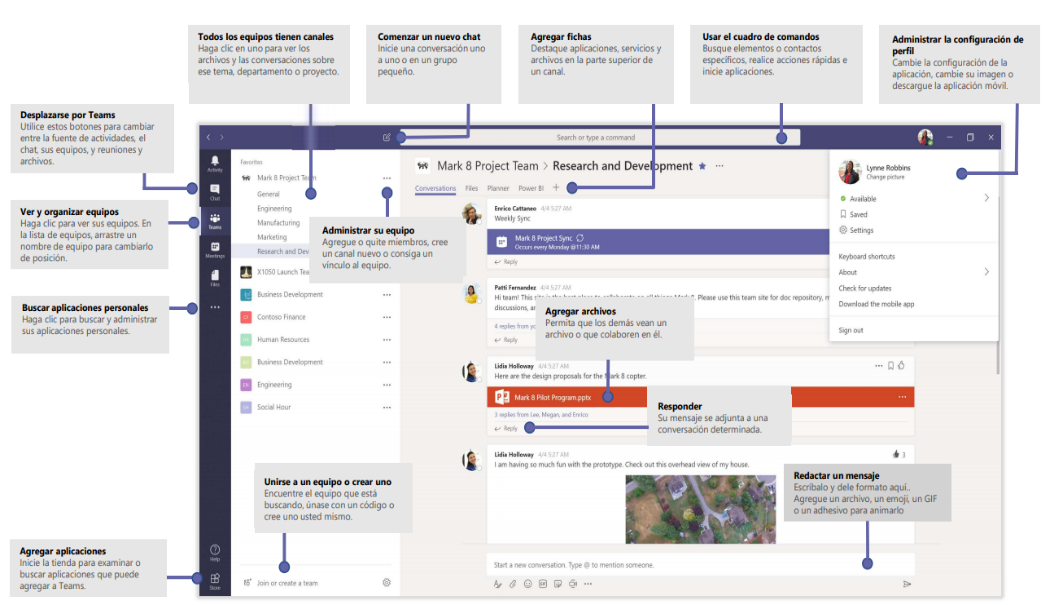 Todos los equipos tienen canales
Haga clic en uno para ver los
archivos y las conversaciones sobre
ese tema, departamento o proyecto.
Comenzar un nuevo chat
Inicie una conversación uno
a uno o en un grupo
pequeño.
Agregar fichas
Destaque aplicaciones, servicios y
archivos en la parte superior de
un canal.
Usar el cuadro de comandos
Busque elementos o contactos
específicos, realice acciones rápidas e
inicie aplicaciones.
Administrar la configuración de
perfil
Cambie la configuración de la
aplicación, cambie su imagen o
descargue la aplicación móvil.
Desplazarse por Teams
Utilice estos botones para cambiar
entre la fuente de actividades, el
chat, sus equipos, y reuniones y
archivos.
Ver y organizar equipos
Haga clic para ver sus equipos. En
la lista de equipos, arrastre un
nombre de equipo para cambiarlo
de posición.
Buscar aplicaciones personales
Haga clic para buscar y administrar
sus aplicaciones personales.
Agregar aplicaciones
Inicie la tienda para examinar o
buscar aplicaciones que puede
agregar a Teams.
Search or type a command
Activity
Chat
Teams
Meetings
Files
Help
Store
Favorites
Mark 8 Project Team
General
Engineering
Manufacturing
Marketing
Research and Dev
X1050 Launch Tea
Business Development
Contoso Finance
Human Resources
Business Development
Engineering
Social Hour
Administrar su equipo
Agregue o quite miembros, cree
un canal nuevo o consiga un
vínculo al equipo.
Unirse a un equipo o crear uno
Encuentre el equipo que está
buscando, únase con un código o
cree uno usted mismo.
Join or create a team
Mark 8 Project Team > Research and Development
Conversations Files Planner Power BI +
Enrico Cattaneo 4/4 5:27 AM
Weekly Sync
Mark 8 Project Sync
Occurs every Monday @11:30 AM
Reply
Patti Fernandez 4/4 5:27 AM
Hi team! This site is the best place to collaborate on all things Mark 8. Please use this team site for doc repository,
discussions,
4 replies from
Reply
Agregar archivos
Permita que los demás vean un
archivo o que colaboren en él.
Lidia Holloway 4/4 5:27 AM
Here are the design proposals for the Mark 8 copter.
Mark 8 Pilot Program.pptx
3 replies from Lee, Megan, and Enrico
Reply
Responder
Su mensaje se adjunta a una
conversación determinada.
Lidia Holloway 4/4 5:27 AM
3
I am having so much fun with the prototype. Check out this overhead view of my house.
Redactar un mensaje
Escríbalo y dele formato aquí..
Agregue un archivo, un emoji, un GIF
o un adhesivo para animarlo
Start a new conversation. Type @ to mention someone.
Lynne Robbins
Change picture
Available
Saved
Settings
Keyboard shortcuts
About
Check for updates
Download the mobile app
Sign out